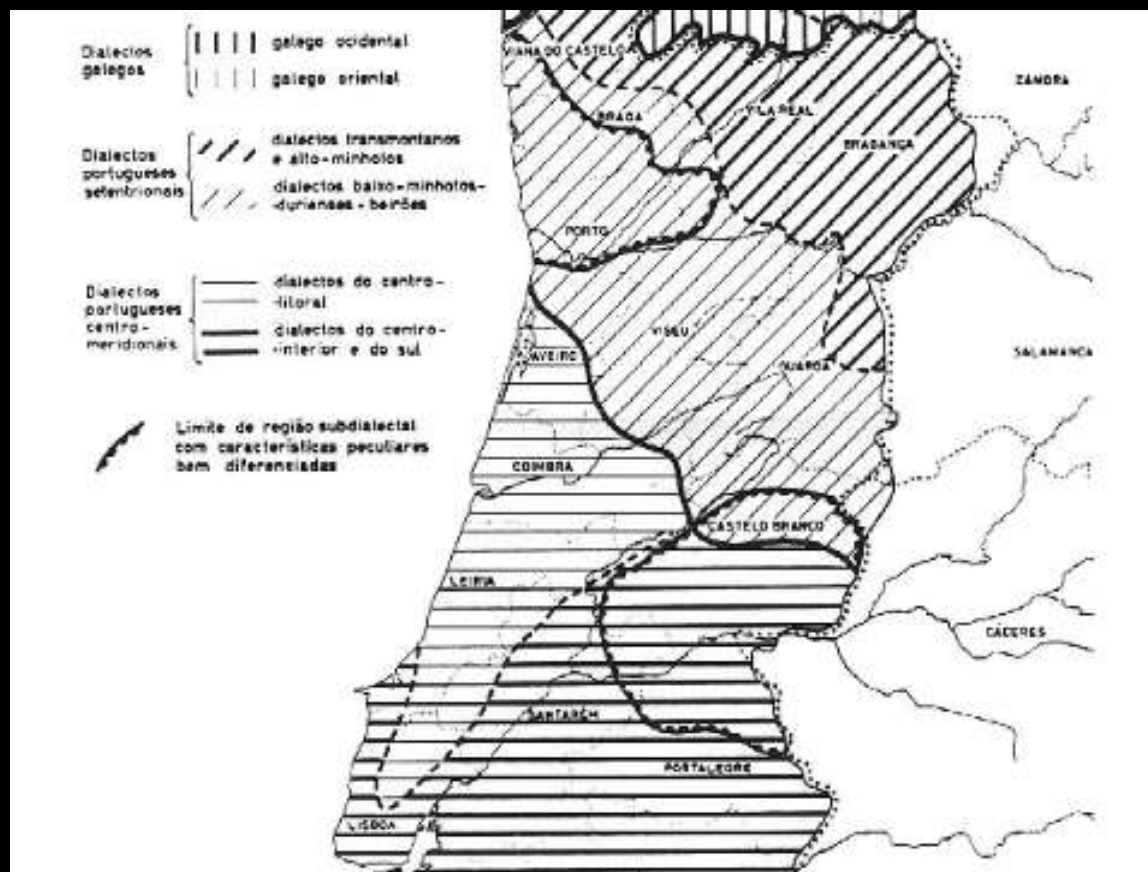 Dialectos
galegos
galego ocidental
galego oriental
Dialectos
portugueses
setentrionais
dialectos transmontanos
e alto-minhotos
dialectos baixo-minhotos-
-durienses-beirões
Dialectos
portugueses
centro-
meridionais
dialectos do centro-
-litoral
dialectos do centro-
-interior e do sul
Limite de região subdialectal
com características peculiares
bem diferenciadas
VIANA DO CASTELO
BRAGA
VILA REAL
BRAGANÇA
ZAMORA
PORTO
VISEU
AVEIRO
GUARDA
SALAMANCA
COIMBRA
CASTELO BRANCO
LEIRIA
CÁCERES
SANTARÉM
PORTALEGRE
LISBOA